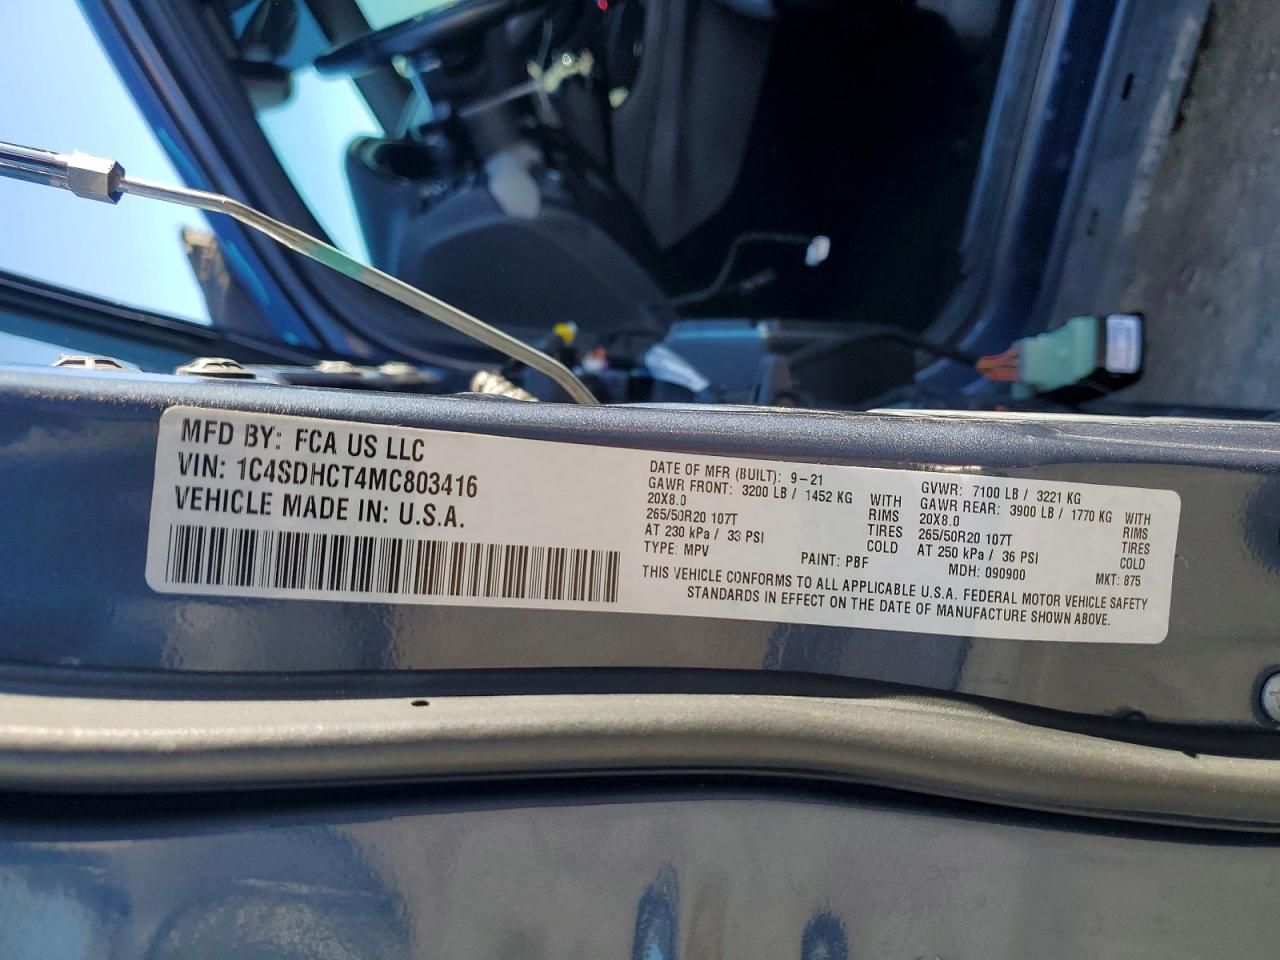 MFD BY: FCA US LLC
VIN: 1C4SDHCT4MC803416
VEHICLE MADE IN: U.S.A.
DATE OF MFR (BUILT): 9-21
GAWR FRONT: 3200 LB / 1452 KG WITH
20X8.0 RIMS
265/50R20 107T TIRES
AT 230 kPa / 33 PSI COLD
TYPE: MPV PAINT: PBF
GVWR: 7100 LB / 3221 KG
GAWR REAR: 3900 LB / 1770 KG WITH
20X8.0 RIMS
265/50R20 107T TIRES
AT 250 kPa / 36 PSI COLD
MDH: 090900 MKT: 875
THIS VEHICLE CONFORMS TO ALL APPLICABLE U.S.A. FEDERAL MOTOR VEHICLE SAFETY
STANDARDS IN EFFECT ON THE DATE OF MANUFACTURE SHOWN ABOVE.